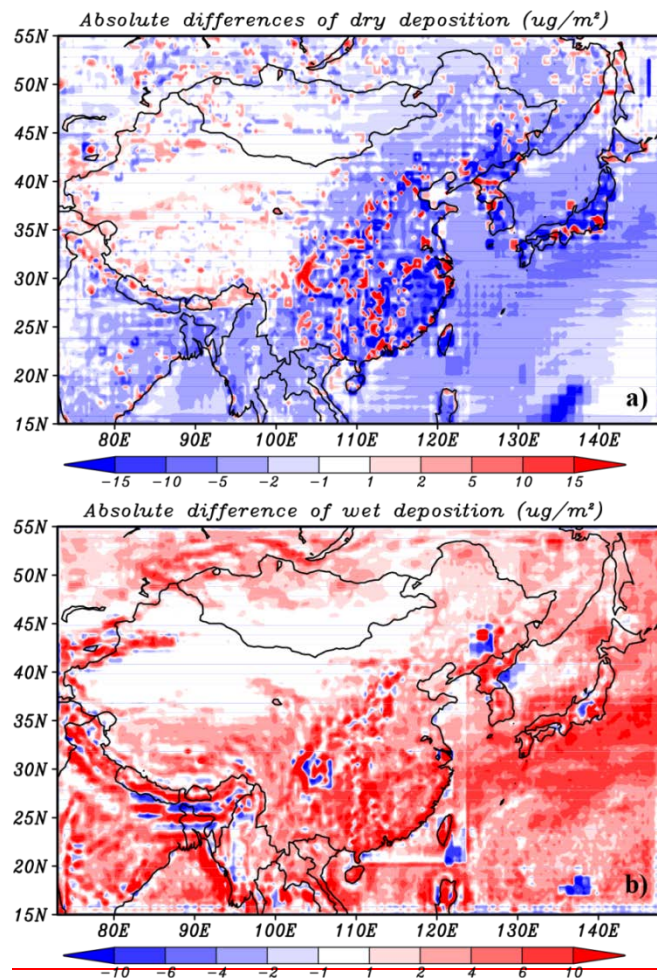 Absolute differences of dry deposition (ug/m²)
55N
50N
45N
40N
35N
30N
25N
20N
15N
a)
80E 90E 100E 110E 120E 130E 140E
-15 -10 -5 -2 -1 1 2 5 10 15
Absolute difference of wet deposition (ug/m²)
55N
50N
45N
40N
35N
30N
25N
20N
15N
b)
80E 90E 100E 110E 120E 130E 140E
-10 -6 -4 -2 -1 1 2 4 6 10